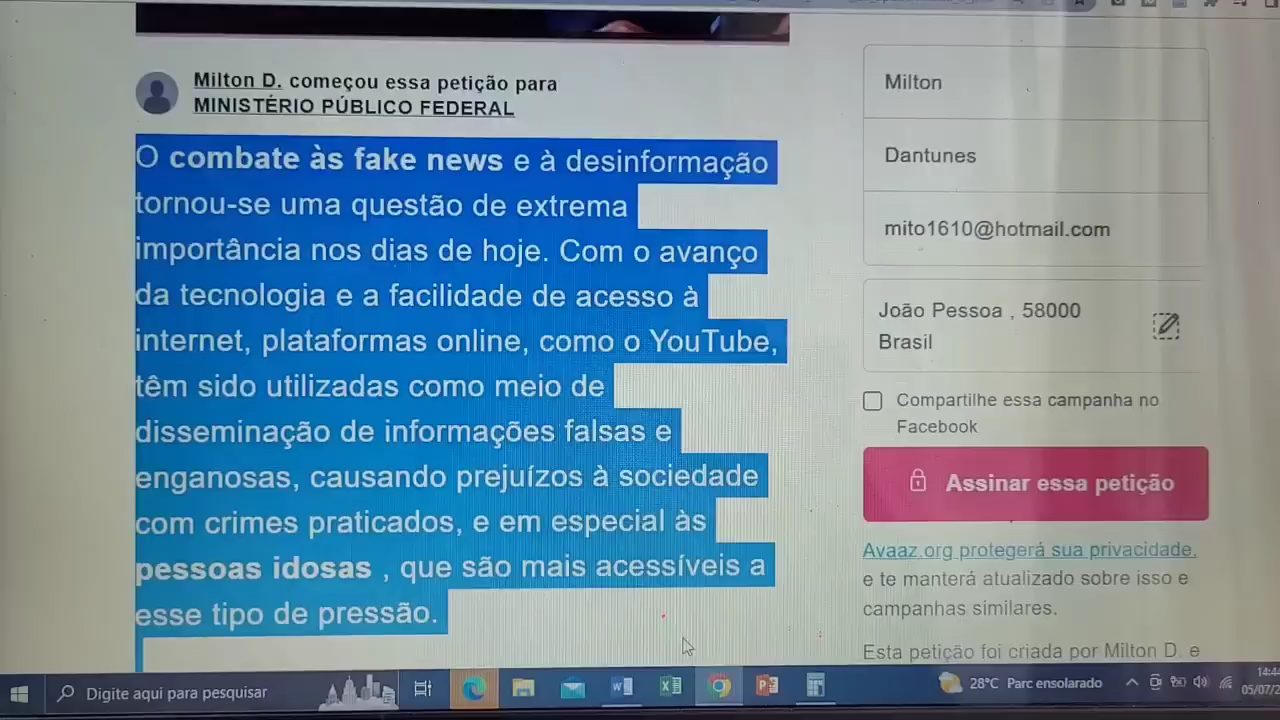 Milton D. começou essa petição para
MINISTÉRIO PÚBLICO FEDERAL
O combate às fake news e à desinformação
tornou-se uma questão de extrema
importância nos dias de hoje. Com o avanço
da tecnologia e a facilidade de acesso à
internet, plataformas online, como o YouTube,
têm sido utilizadas como meio de
disseminação de informações falsas e
enganosas, causando prejuízos à sociedade
com crimes praticados, e em especial às
pessoas idosas , que são mais acessíveis a
esse tipo de pressão.
Milton
Dantunes
mito1610@hotmail.com
João Pessoa , 58000
Brasil
Compartilhe essa campanha no
Facebook
Assinar essa petição
Avaaz.org protegerá sua privacidade.
e te manterá atualizado sobre isso e
campanhas similares.
Esta petição foi criada por Milton D. e
Digite aqui para pesquisar
28°C Parc ensolarado
14:4
05/07/2